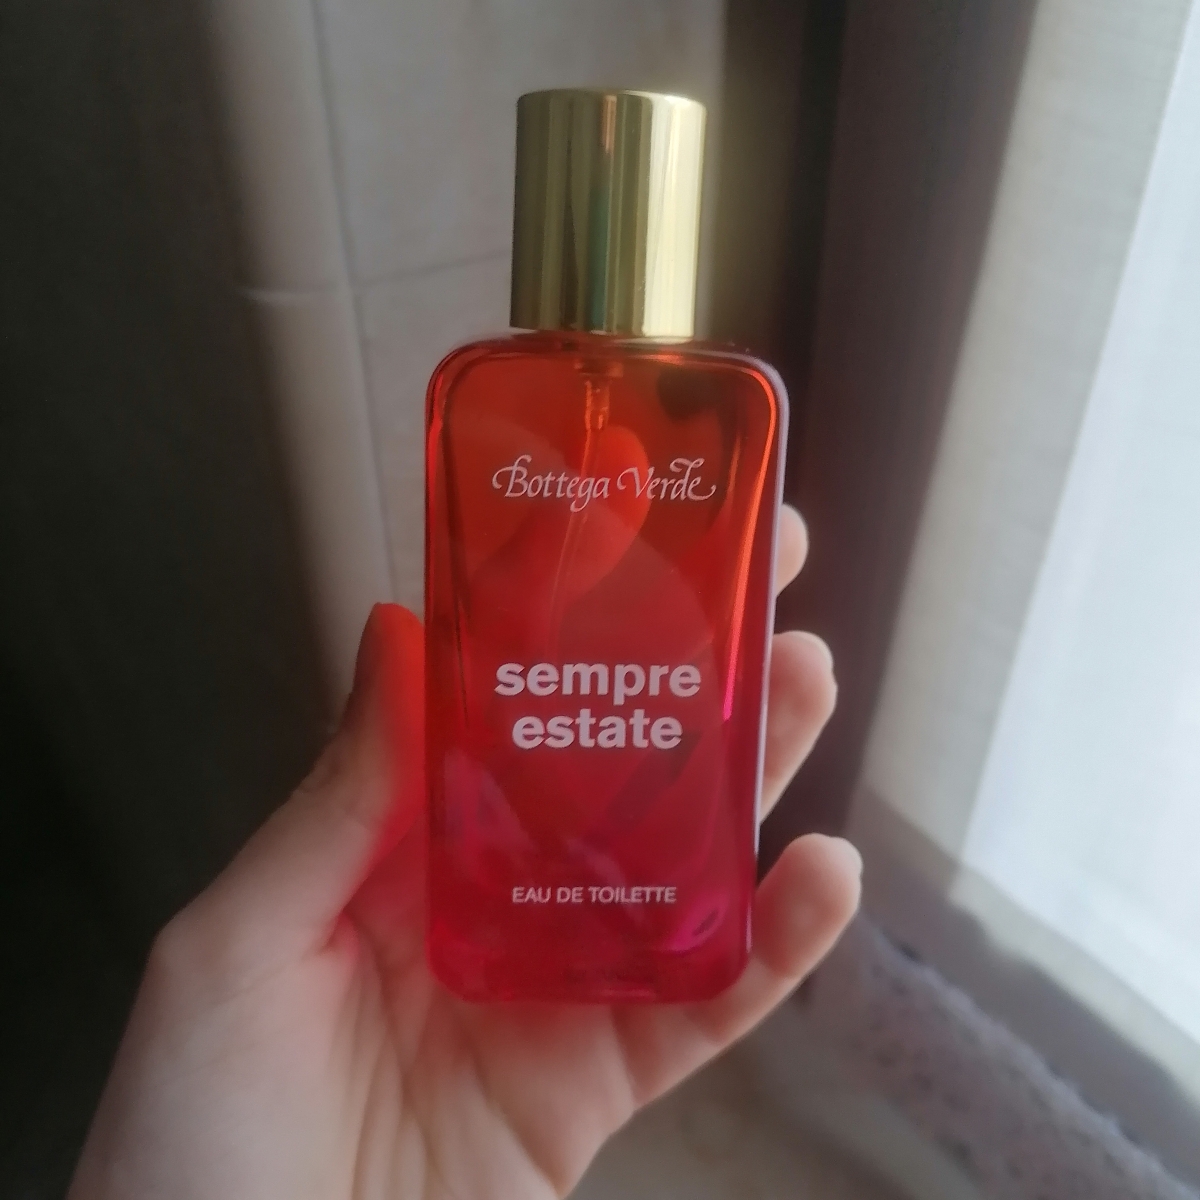 Bottega Verde
sempre
estate
EAU DE TOILETTE